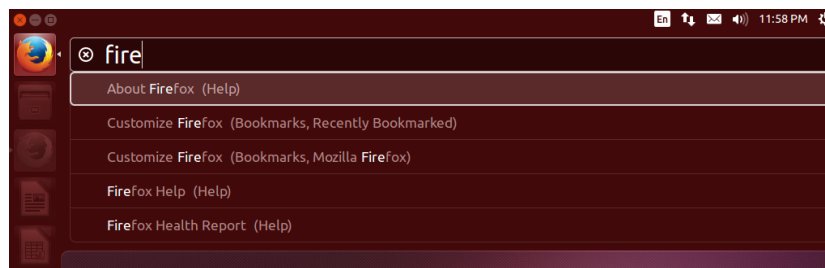 En 11:58 PM
fire
About Firefox (Help)
Customize Firefox (Bookmarks, Recently Bookmarked)
Customize Firefox (Bookmarks, Mozilla Firefox)
Firefox Help (Help)
Firefox Health Report (Help)